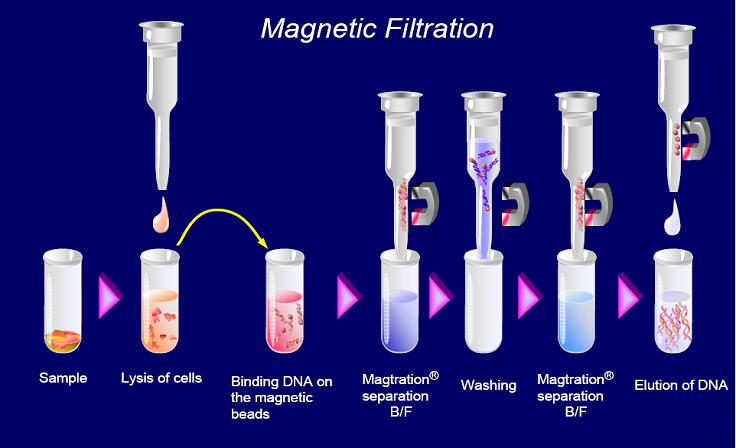 Magnetic Filtration
Sample
Lysis of cells
Binding DNA on
the magnetic
beads
Magtration®
separation
B/F
Washing
Magtration®
separation
B/F
Elution of DNA